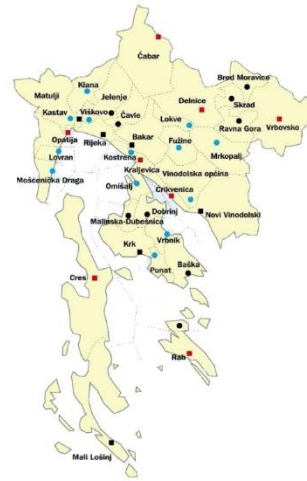 Čabar
Brod Moravice
Klana
Matulji
Jelenje
Delnice
Skrad
Kastav
Viškovo
Čavle
Lokve
Vrbovsko
Ravna Gora
Opatija
Rijeka
Bakar
Fužine
Lovran
Kostrena
Mrkopalj
Kraljevica
Vinodolska općina
Mošćenička Draga
Omišalj
Crikvenica
Dobrinj
Malinska-Dubešnica
Novi Vinodolski
Vrbnik
Krk
Baška
Punat
Cres
Rab
Mali Lošinj